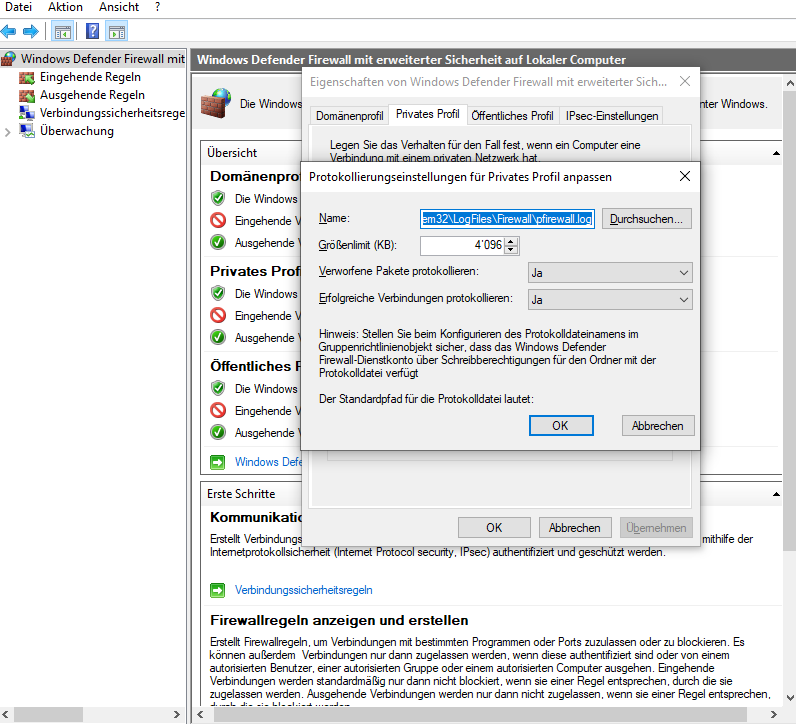 Datei Aktion Ansicht ?
Windows Defender Firewall mit
Eingehende Regeln
Ausgehende Regeln
Verbindungssicherheitsrege
Überwachung
Windows Defender Firewall mit erweiterter Sicherheit auf Lokaler Computer
Die Windows
nter Windows.
Übersicht
Domänenpro
Die Windows
Eingehende V
Ausgehende V
Privates Prof
Die Windows
Eingehende V
Ausgehende V
Öffentliches P
Die Windows
Eingehende V
Ausgehende V
Windows Defe
Erste Schritte
Kommunikatio
Erstellt Verbindungs
mithilfe der
Internetprotokollsicherheit (Internet Protocol security, IPsec) authentifiziert und geschützt werden.
Verbindungssicherheitsregeln
Firewallregeln anzeigen und erstellen
Erstellt Firewallregeln, um Verbindungen mit bestimmten Programmen oder Ports zuzulassen oder zu blockieren. Es
können außerdem Verbindungen nur dann zugelassen werden, wenn diese authentifiziert sind oder von einem
autorisierten Benutzer, einer autorisierten Gruppe oder einem autorisierten Computer ausgehen. Eingehende
Verbindungen werden standardmäßig nur dann nicht blockiert, wenn sie einer Regel entsprechen, durch die sie
zugelassen werden. Ausgehende Verbindungen werden nur dann nicht zugelassen, wenn sie einer Regel entsprechen,
durch die sie blockiert werden.
Eigenschaften von Windows Defender Firewall mit erweiterter Sich...
Domänenprofil Privates Profil Öffentliches Profil IPsec-Einstellungen
Legen Sie das Verhalten für den Fall fest, wenn ein Computer eine
Verbindung mit einem privaten Netzwerk hat.
OK Abbrechen Übernehmen
Protokollierungseinstellungen für Privates Profil anpassen
Name: em32\LogFiles\Firewall\pfirewall.log Durchsuchen...
Größenlimit (KB): 4'096
Verworfene Pakete protokollieren: Ja
Erfolgreiche Verbindungen protokollieren: Ja
Hinweis: Stellen Sie beim Konfigurieren des Protokolldateinamens im
Gruppenrichtlinienobjekt sicher, dass das Windows Defender
Firewall-Dienstkonto über Schreibberechtigungen für den Ordner mit der
Protokolldatei verfügt
Der Standardpfad für die Protokolldatei lautet:
OK Abbrechen